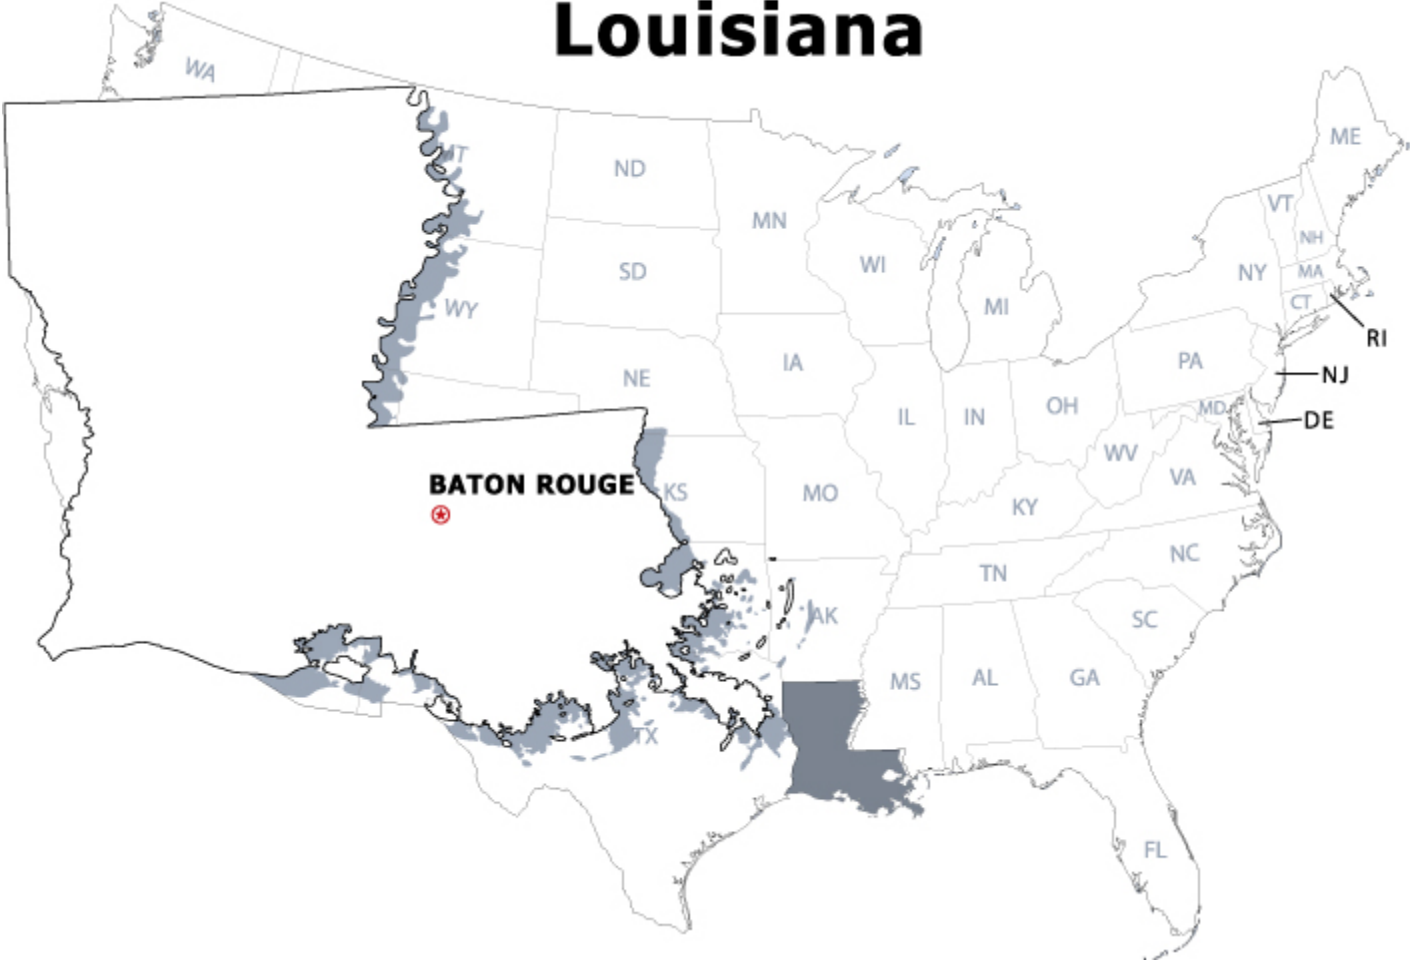 Louisiana
WA
MT
ND
MN
ME
VT
NH
WI
NY
MA
SD
CT
MI
WY
RI
IA
PA
NJ
NE
OH
MD
DE
IL
IN
WV
VA
BATON ROUGE
KS
MO
KY
NC
TN
AK
SC
MS
AL
GA
TX
FL